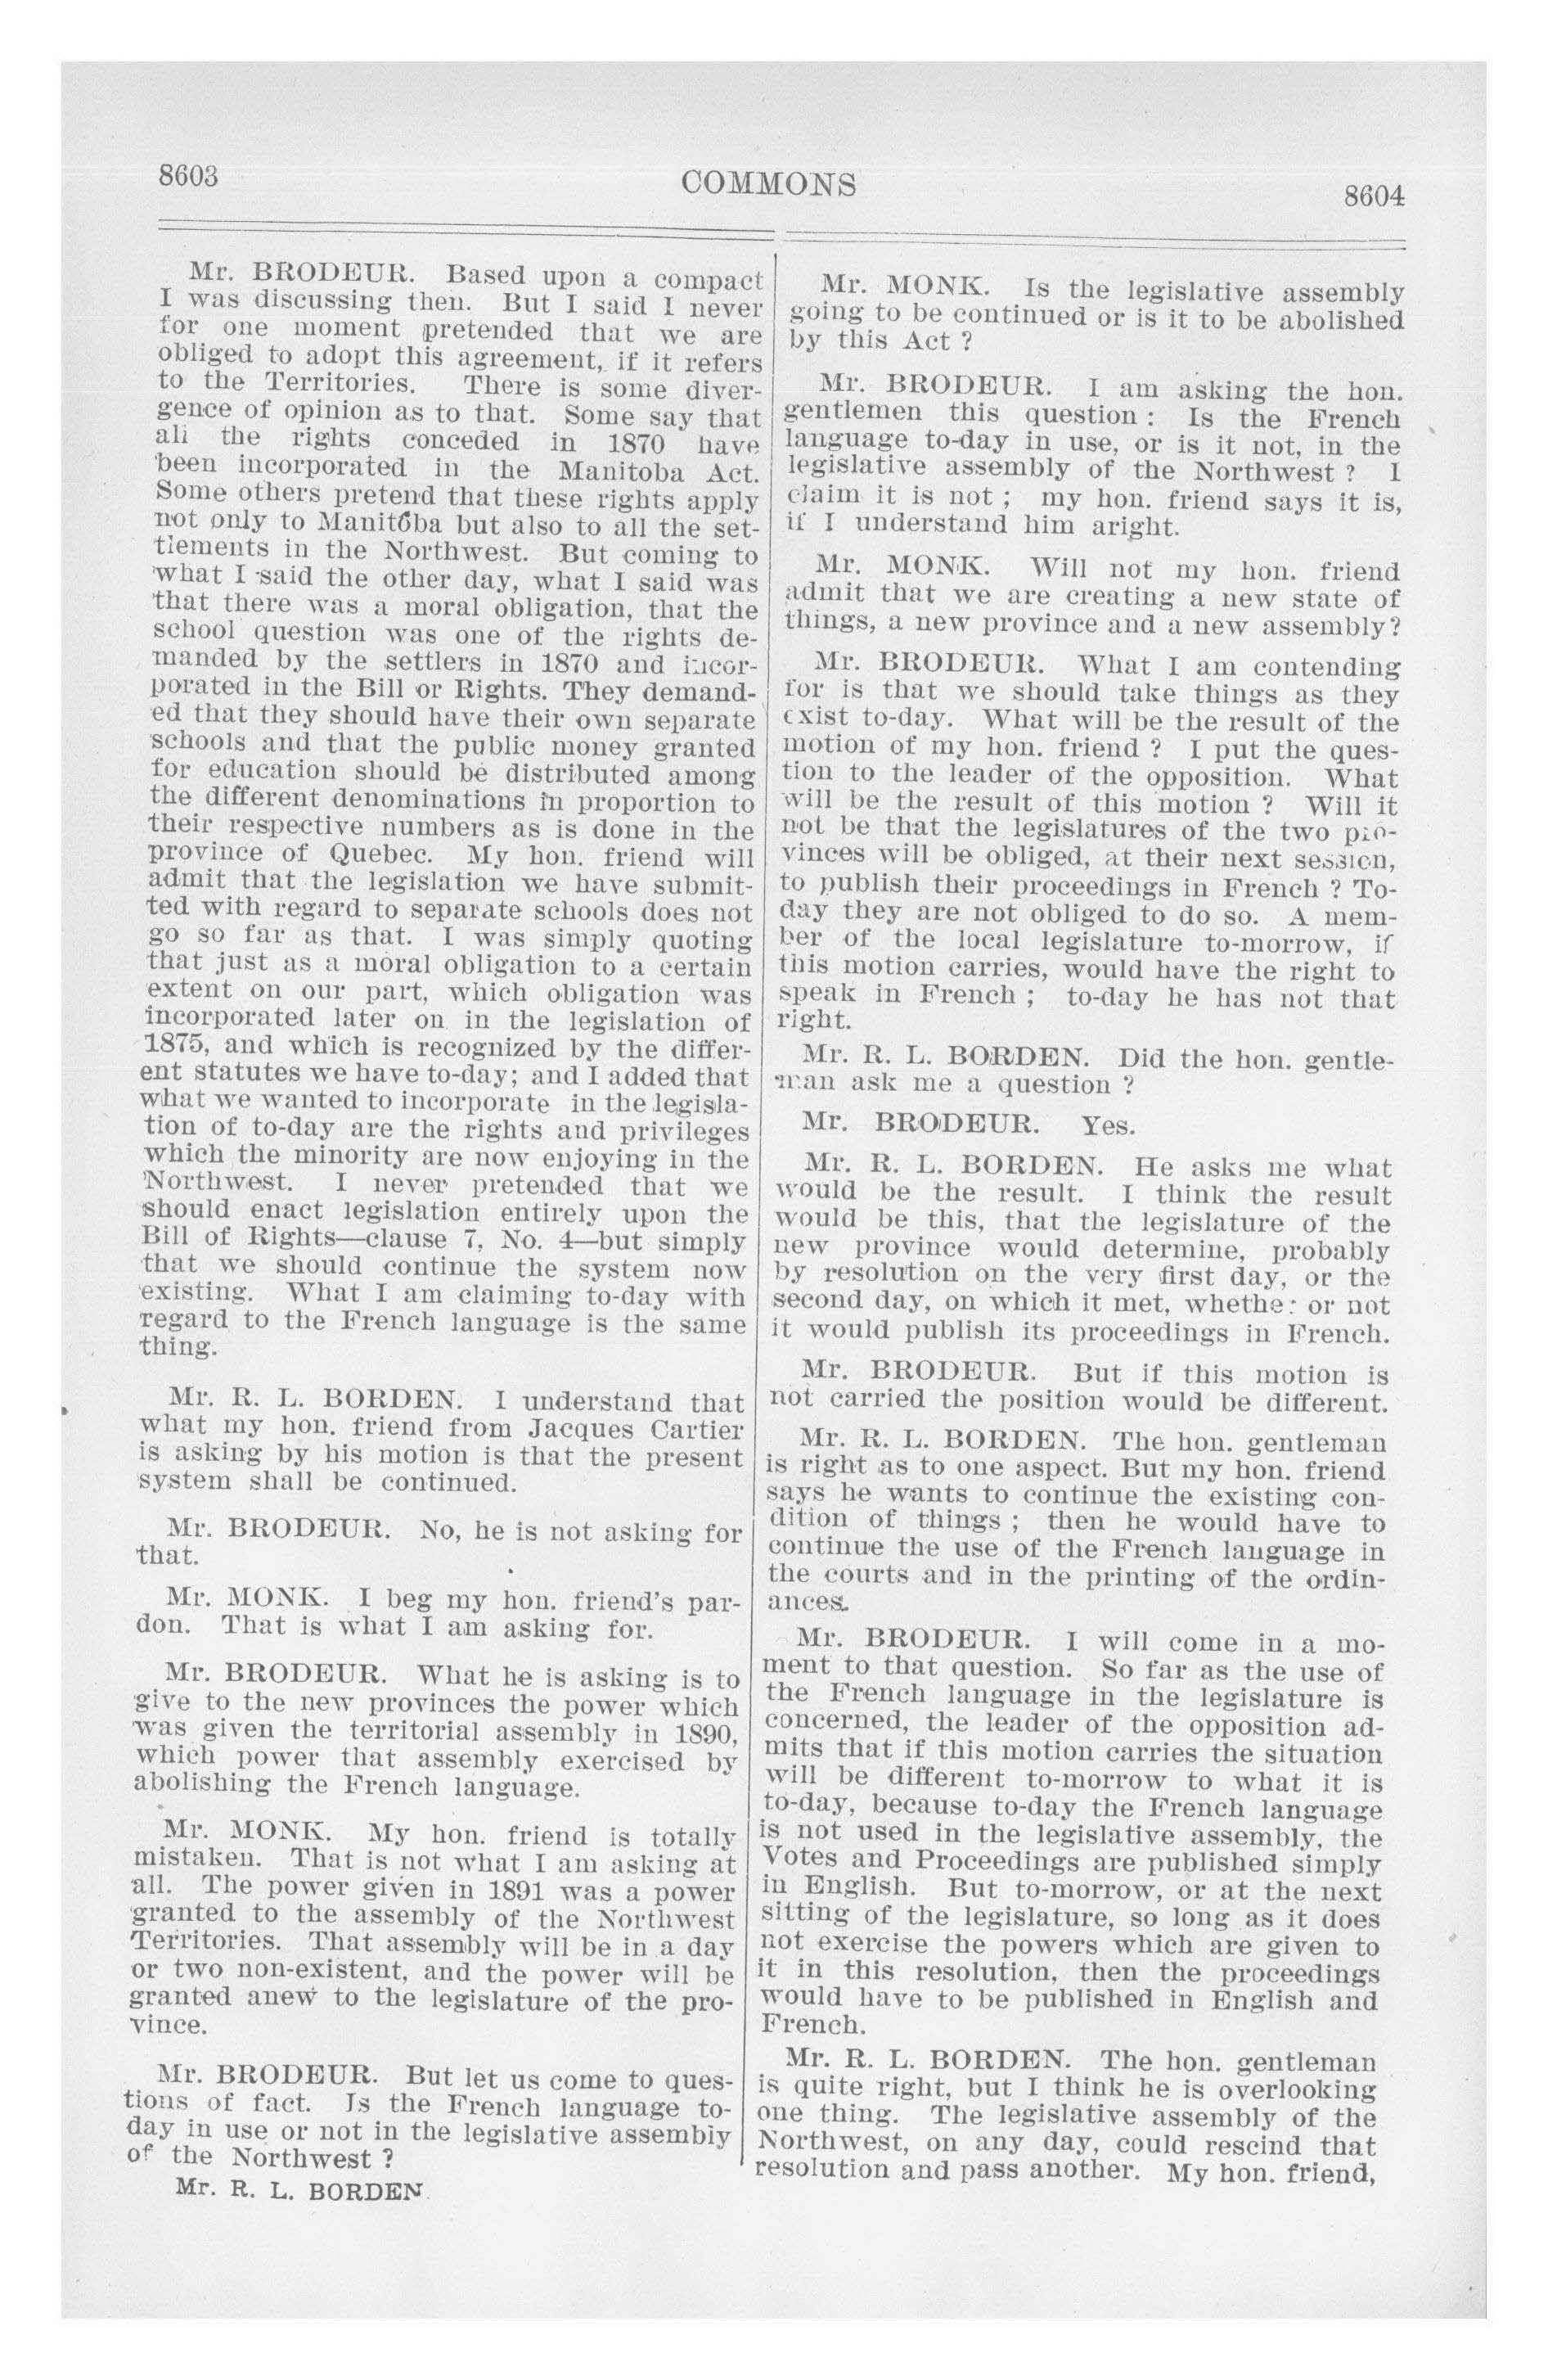 8603
COMMONS
8604
Mr. BRODEUR. Based upon a compact
I was discussing then. But I said I never
for one moment pretended that we are
obliged to adopt this agreement, if it refers
to the Territories. There is some diver-
gence of opinion as to that. Some say that
all the rights conceded in 1870 have
been incorporated in the Manitoba Act.
Some others pretend that these rights apply
not only to Manitoba but also to all the set-
tlements in the Northwest. But coming to
what I said the other day, what I said was
that there was a moral obligation, that the
school question was one of the rights de-
manded by the settlers in 1870 and incor-
porated in the Bill or Rights. They demand-
ed that they should have their own separate
schools and that the public money granted
for education should be distributed among
the different denominations in proportion to
their respective numbers as is done in the
province of Quebec. My hon. friend will
admit that the legislation we have submit-
ted with regard to separate schools does not
go so far as that. I was simply quoting
that just as a moral obligation to a certain
extent on our part, which obligation was
incorporated later on in the legislation of
1875, and which is recognized by the differ-
ent statutes we have to-day; and I added that
what we wanted to incorporate in the legisla-
tion of to-day are the rights and privileges
which the minority are now enjoying in the
Northwest. I never pretended that we
should enact legislation entirely upon the
Bill of Rights—clause 7, No. 4—but simply
that we should continue the system now
existing. What I am claiming to-day with
regard to the French language is the same
thing.
Mr. R. L. BORDEN. I understand that
what my hon. friend from Jacques Cartier
is asking by his motion is that the present
system shall be continued.
Mr. BRODEUR. No, he is not asking for
that.
Mr. MONK. I beg my hon. friend's par-
don. That is what I am asking for.
Mr. BRODEUR. What he is asking is to
give to the new provinces the power which
was given the territorial assembly in 1890,
which power that assembly exercised by
abolishing the French language.
Mr. MONK. My hon. friend is totally
mistaken. That is not what I am asking at
all. The power given in 1891 was a power
granted to the assembly of the Northwest
Territories. That assembly will be in a day
or two non-existent, and the power will be
granted anew to the legislature of the pro-
vince.
Mr. BRODEUR. But let us come to ques-
tions of fact. Is the French language to-
day in use or not in the legislative assembly
of the Northwest ?
Mr. R. L. BORDEN.
Mr. MONK. Is the legislative assembly
going to be continued or is it to be abolished
by this Act ?
Mr. BRODEUR. I am asking the hon.
gentlemen this question : Is the French
language to-day in use, or is it not, in the
legislative assembly of the Northwest ? I
claim it is not ; my hon. friend says it is,
if I understand him aright.
Mr. MONK. Will not my hon. friend
admit that we are creating a new state of
things, a new province and a new assembly?
Mr. BRODEUR. What I am contending
for is that we should take things as they
exist to-day. What will be the result of the
motion of my hon. friend ? I put the ques-
tion to the leader of the opposition. What
will be the result of this motion ? Will it
not be that the legislatures of the two pro-
vinces will be obliged, at their next session,
to publish their proceedings in French ? To-
day they are not obliged to do so. A mem-
ber of the local legislature to-morrow, if
this motion carries, would have the right to
speak in French ; to-day he has not that
right.
Mr. R. L. BORDEN. Did the hon. gentle-
man ask me a question ?
Mr. BRODEUR. Yes.
Mr. R. L. BORDEN. He asks me what
would be the result. I think the result
would be this, that the legislature of the
new province would determine, probably
by resolution on the very first day, or the
second day, on which it met, whether or not
it would publish its proceedings in French.
Mr. BRODEUR. But if this motion is
not carried the position would be different.
Mr. R. L. BORDEN. The hon. gentleman
is right as to one aspect. But my hon. friend
says he wants to continue the existing con-
dition of things ; then he would have to
continue the use of the French language in
the courts and in the printing of the ordin-
ances.
Mr. BRODEUR. I will come in a mo-
ment to that question. So far as the use of
the French language in the legislature is
concerned, the leader of the opposition ad-
mits that if this motion carries the situation
will be different to-morrow to what it is
to-day, because to-day the French language
is not used in the legislative assembly, the
Votes and Proceedings are published simply
in English. But to-morrow, or at the next
sitting of the legislature, so long as it does
not exercise the powers which are given to
it in this resolution, then the proceedings
would have to be published in English and
French.
Mr. R. L. BORDEN. The hon. gentleman
is quite right, but I think he is overlooking
one thing. The legislative assembly of the
Northwest, on any day, could rescind that
resolution and pass another. My hon. friend,